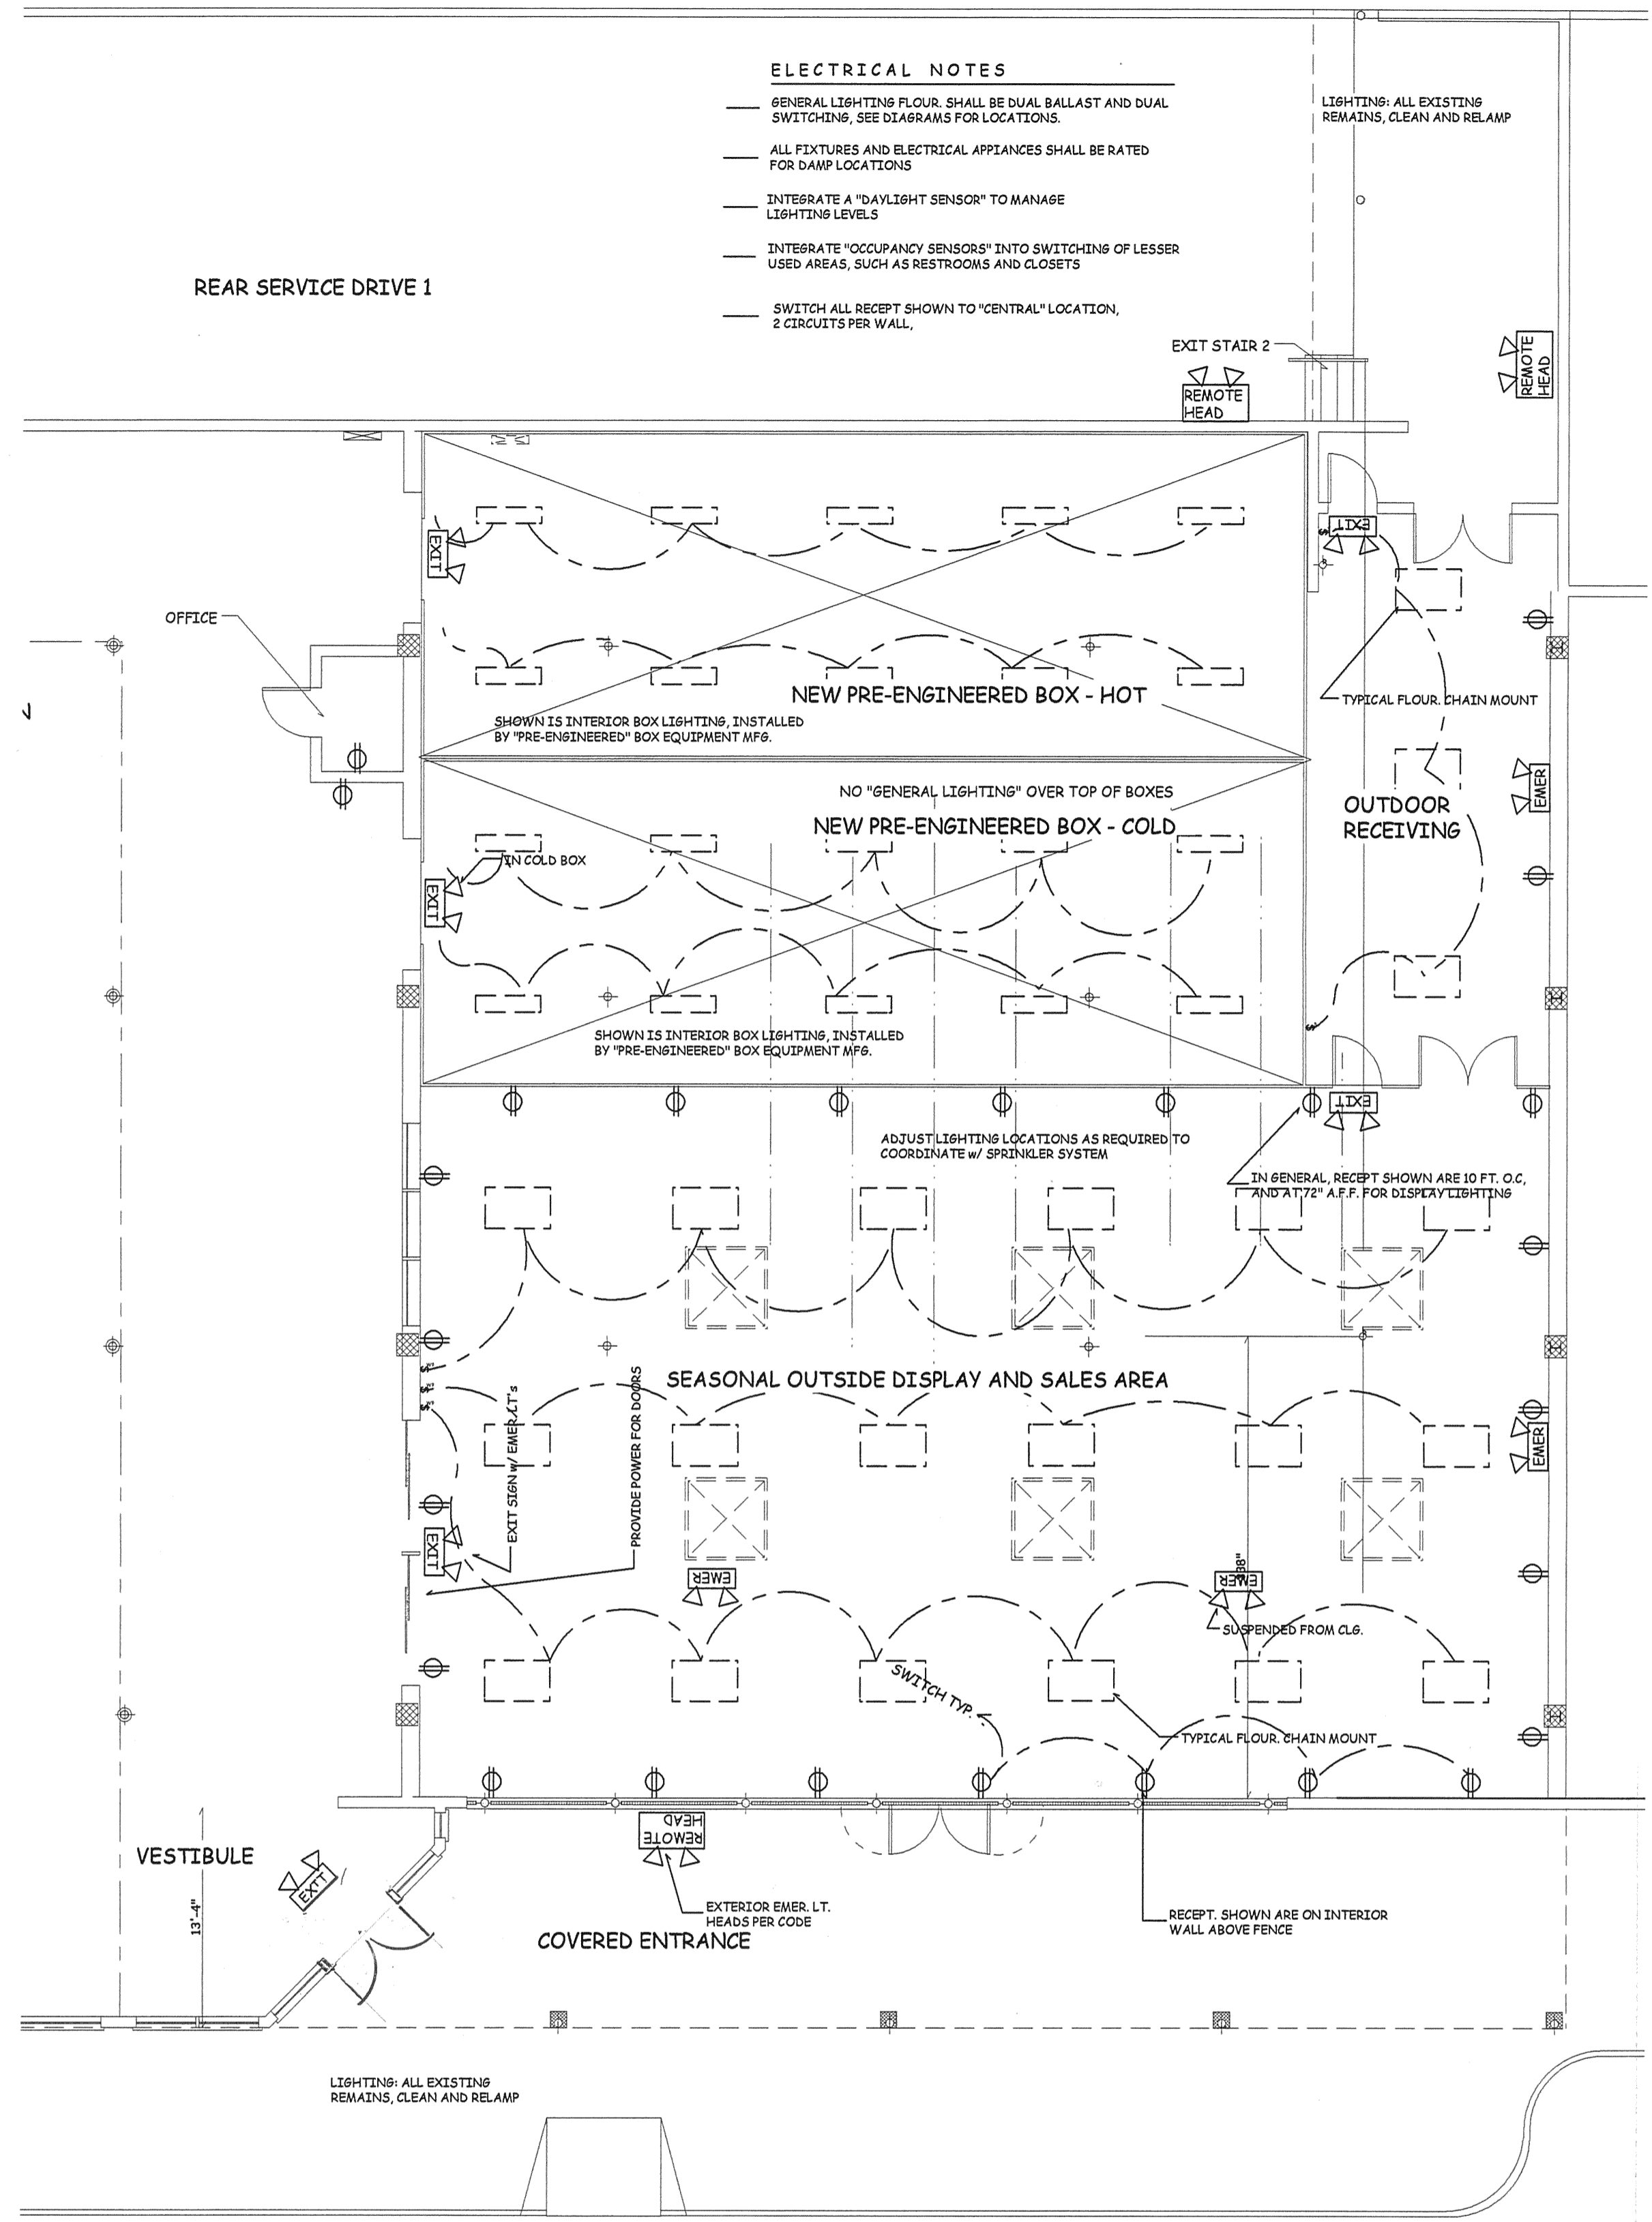 ELECTRICAL NOTES
GENERAL LIGHTING FLOUR. SHALL BE DUAL BALLAST AND DUAL
SWITCHING, SEE DIAGRAMS FOR LOCATIONS.
ALL FIXTURES AND ELECTRICAL APPIANCES SHALL BE RATED
FOR DAMP LOCATIONS
INTEGRATE A "DAYLIGHT SENSOR" TO MANAGE
LIGHTING LEVELS
INTEGRATE "OCCUPANCY SENSORS" INTO SWITCHING OF LESSER
USED AREAS, SUCH AS RESTROOMS AND CLOSETS
SWITCH ALL RECEPT SHOWN TO "CENTRAL" LOCATION,
2 CIRCUITS PER WALL,
LIGHTING: ALL EXISTING
REMAINS, CLEAN AND RELAMP
REAR SERVICE DRIVE 1
EXIT STAIR 2
REMOTE
HEAD
REMOTE
HEAD
EXIT
EXIT
OFFICE
TYPICAL FLOUR. CHAIN MOUNT
NEW PRE-ENGINEERED BOX - HOT
SHOWN IS INTERIOR BOX LIGHTING, INSTALLED
BY "PRE-ENGINEERED" BOX EQUIPMENT MFG.
EMER
NO "GENERAL LIGHTING" OVER TOP OF BOXES
NEW PRE-ENGINEERED BOX - COLD
OUTDOOR
RECEIVING
IN COLD BOX
EXIT
SHOWN IS INTERIOR BOX LIGHTING, INSTALLED
BY "PRE-ENGINEERED" BOX EQUIPMENT MFG.
EXIT
ADJUST LIGHTING LOCATIONS AS REQUIRED TO
COORDINATE w/ SPRINKLER SYSTEM
IN GENERAL, RECEPT SHOWN ARE 10 FT. O.C,
AND AT 72" A.F.F. FOR DISPLAY LIGHTING
SEASONAL OUTSIDE DISPLAY AND SALES AREA
EXIT SIGN w/ EMER/LT's
PROVIDE POWER FOR DOORS
EMER
EXIT
EMER
EMER
SUSPENDED FROM CLG.
SWITCH TYP.
TYPICAL FLOUR. CHAIN MOUNT
REMOTE
HEAD
VESTIBULE
EXIT
13'-4"
EXTERIOR EMER. LT.
HEADS PER CODE
COVERED ENTRANCE
RECEPT. SHOWN ARE ON INTERIOR
WALL ABOVE FENCE
LIGHTING: ALL EXISTING
REMAINS, CLEAN AND RELAMP